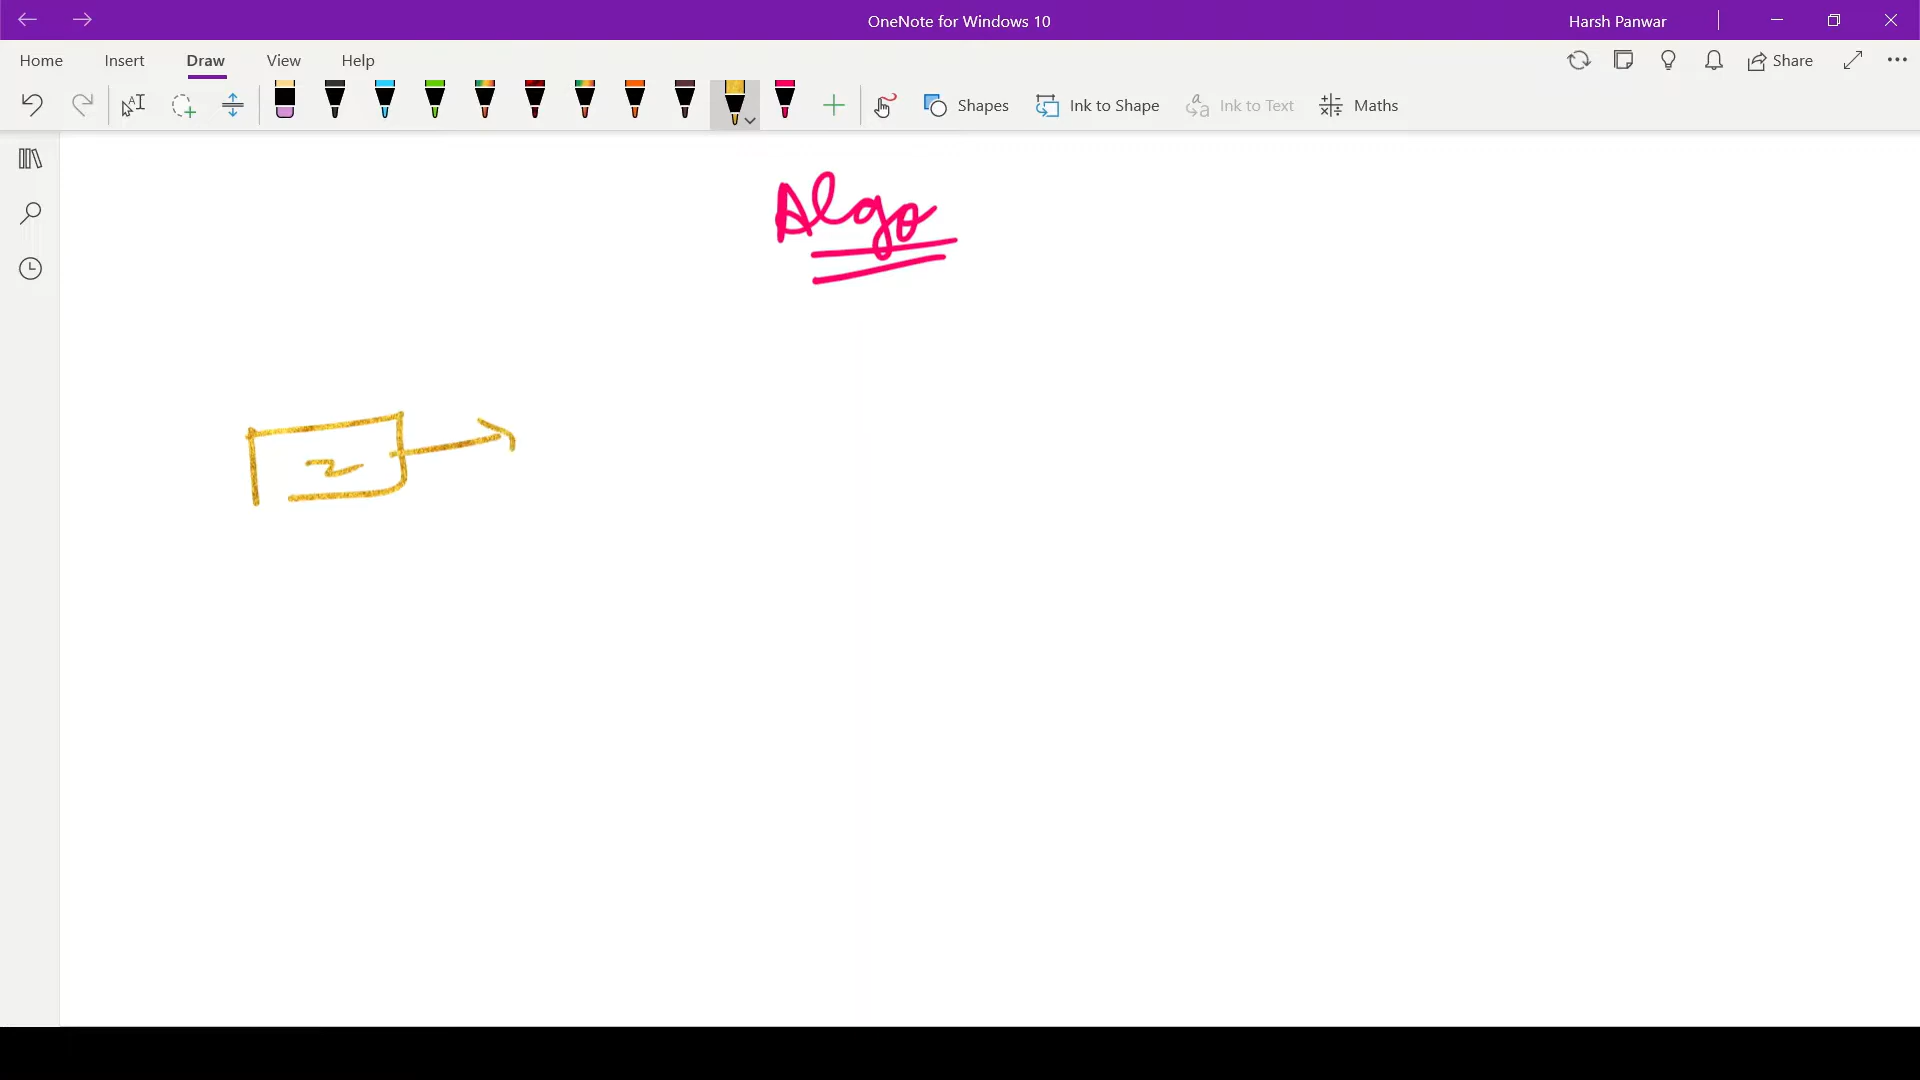 OneNote for Windows 10
Harsh Panwar
Home Insert Draw View Help
Share
Shapes Ink to Shape Ink to Text Maths
Algo